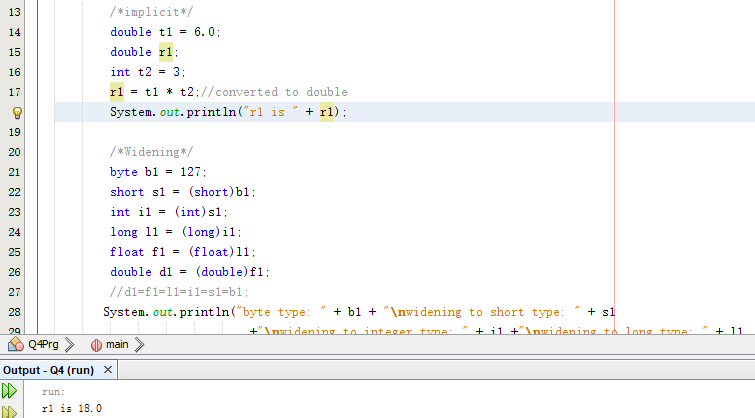 13 /*implicit*/
14 double t1 = 6.0;
15 double r1;
16 int t2 = 3;
17 r1 = t1 * t2;//converted to double
System.out.println("r1 is " + r1);
19
20 /*Widening*/
21 byte b1 = 127;
22 short s1 = (short)b1;
23 int i1 = (int)s1;
24 long l1 = (long)i1;
25 float f1 = (float)l1;
26 double d1 = (double)f1;
27 //d1=f1=l1=i1=s1=b1;
28 System.out.println("byte type: " + b1 + "\nwidening to short type: " + s1
29 +"\nwidening to integer type: " + i1 +"\nwidening to long type: " + l1
Q4Prg main
Output - Q4 (run) ×
run:
r1 is 18.0